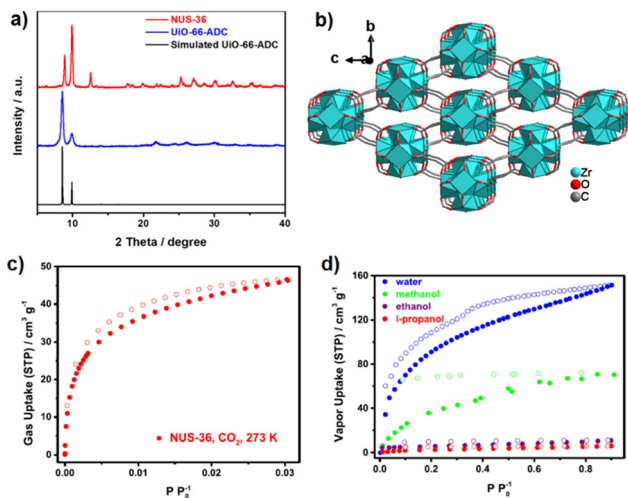 a)
NUS-36
UiO-66-ADC
Simulated UiO-66-ADC
Intensity / a.u.
10 20 30 40
2 Theta / degree
b)
b
c
a
Zr
O
C
c)
Gas Uptake (STP) / cm³ g⁻¹
50
40
30
20
10
0
NUS-36, CO₂, 273 K
0.00 0.01 0.02 0.03
P P₀⁻¹
d)
Vapor Uptake (STP) / cm³ g⁻¹
160
120
80
40
0
water
methanol
ethanol
i-propanol
0.0 0.2 0.4 0.6 0.8
P P₀⁻¹